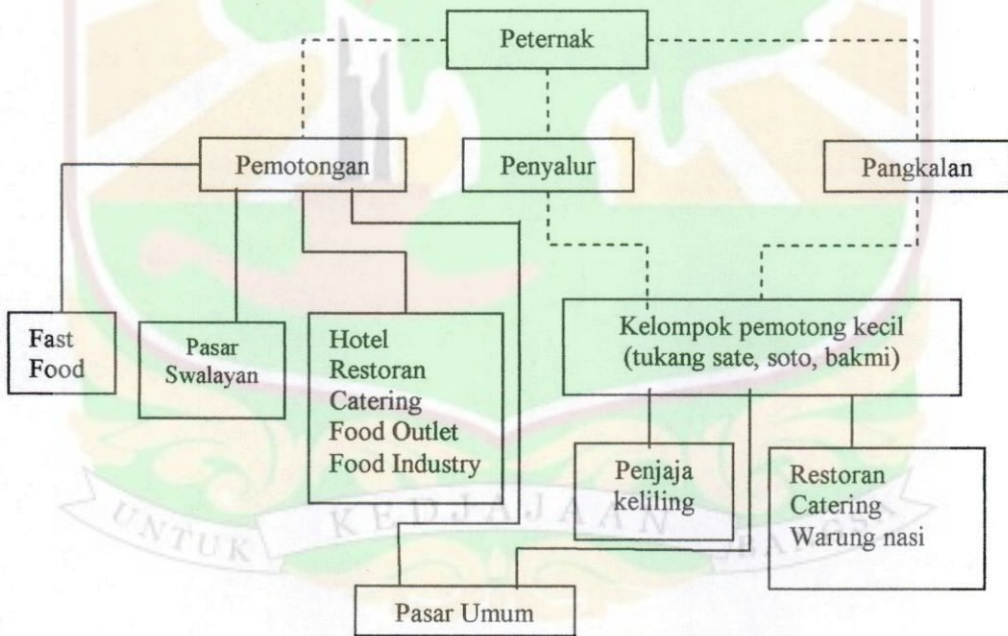 Peternak
Pemotongan
Penyalur
Pangkalan
Fast
Food
Pasar
Swalayan
Hotel
Restoran
Catering
Food Outlet
Food Industry
Kelompok pemotong kecil
(tukang sate, soto, bakmi)
Penjaja
keliling
Restoran
Catering
Warung nasi
Pasar Umum
UNTUK KEDJAJAAN